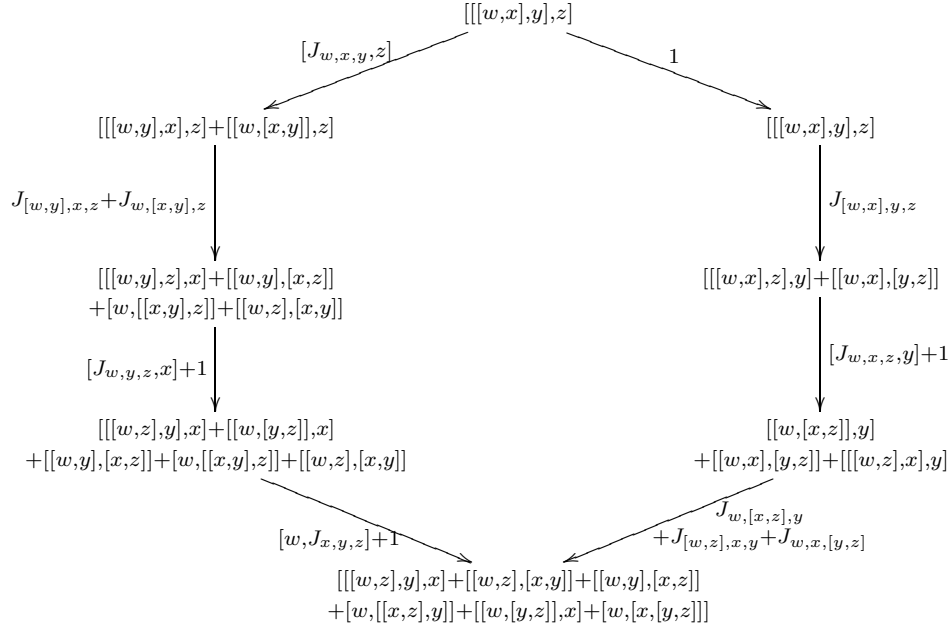 [[[w,x],y],z]
[J_{w,x,y},z]
1
[[[w,y],x],z]+[[w,[x,y]],z]
[[[w,x],y],z]
J_{[w,y],x,z}+J_{w,[x,y],z}
J_{[w,x],y,z}
[[[w,y],z],x]+[[w,y],[x,z]]
+[w,[[x,y],z]]+[[w,z],[x,y]]
[[[w,x],z],y]+[[w,x],[y,z]]
[J_{w,y,z},x]+1
[J_{w,x,z},y]+1
[[[w,z],y],x]+[[w,[y,z]],x]
+[[w,y],[x,z]]+[w,[[x,y],z]]+[[w,z],[x,y]]
[[w,[x,z]],y]
+[[w,x],[y,z]]+[[[w,z],x],y]
[w,J_{x,y,z}]+1
J_{w,[x,z],y}
+J_{[w,z],x,y}+J_{w,x,[y,z]}
[[[w,z],y],x]+[[w,z],[x,y]]+[[w,y],[x,z]]
+[w,[[x,z],y]]+[[w,[y,z]],x]+[w,[x,[y,z]]]